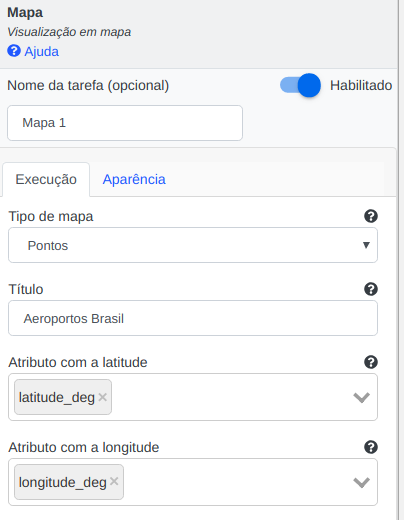 Mapa
Visualização em mapa
Ajuda
Nome da tarefa (opcional) Habilitado
Mapa 1
Execução Aparência
Tipo de mapa
Pontos
Título
Aeroportos Brasil
Atributo com a latitude
latitude_deg
Atributo com a longitude
longitude_deg